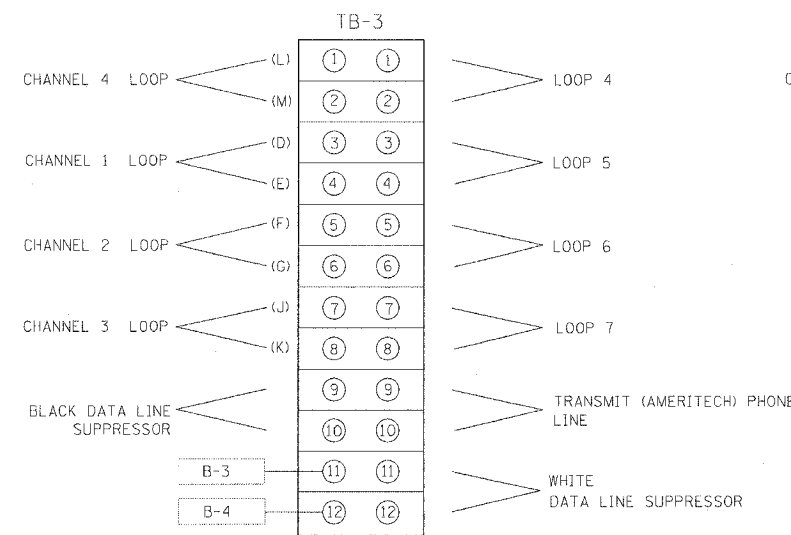 TB-3
(L) 1 1
CHANNEL 4 LOOP LOOP 4
(M) 2 2
(D) 3 3
CHANNEL 1 LOOP LOOP 5
(E) 4 4
(F) 5 5
CHANNEL 2 LOOP LOOP 6
(G) 6 6
(J) 7 7
CHANNEL 3 LOOP LOOP 7
(K) 8 8
9 9
BLACK DATA LINE TRANSMIT (AMERITECH) PHONE
SUPPRESSOR LINE
10 10
B-3 11 11
WHITE
DATA LINE SUPPRESSOR
B-4 12 12